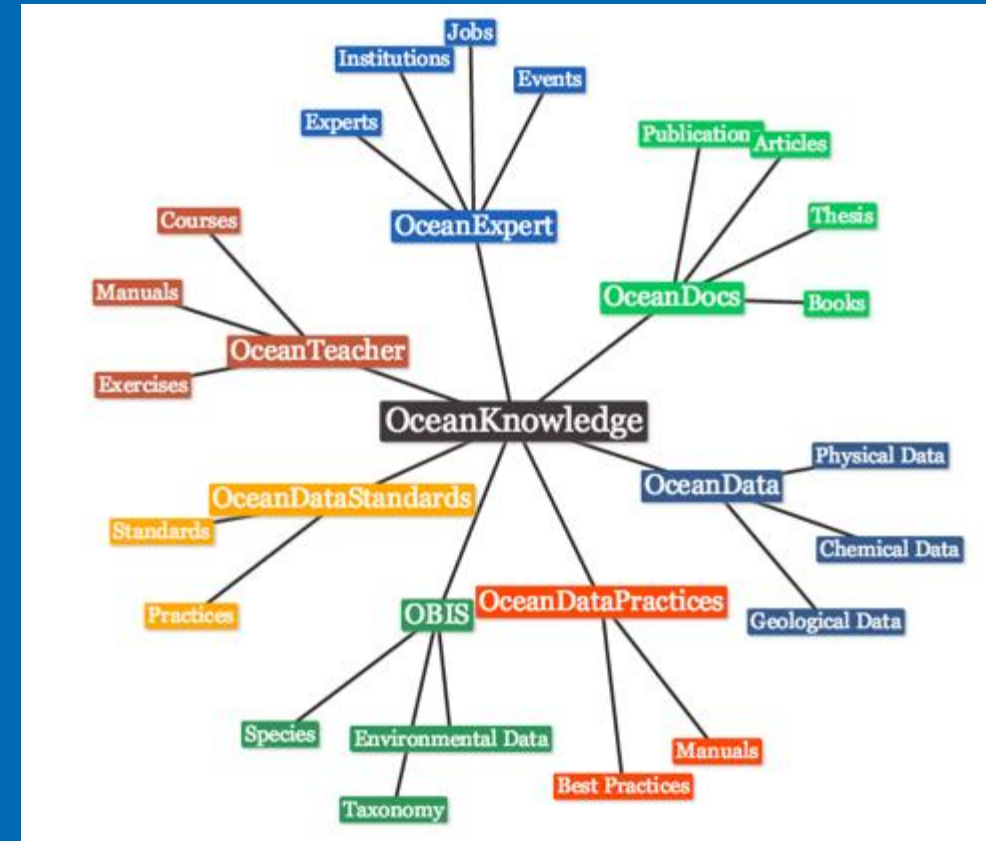 Jobs
Institutions
Events
Experts
Publication
Articles
Courses
Thesis
OceanExpert
Manuals
OceanDocs
Books
OceanTeacher
Exercises
OceanKnowledge
Physical Data
OceanData
OceanDataStandards
Standards
Chemical Data
OceanDataPractices
OBIS
Practices
Geological Data
Species
Environmental Data
Manuals
Best Practices
Taxonomy